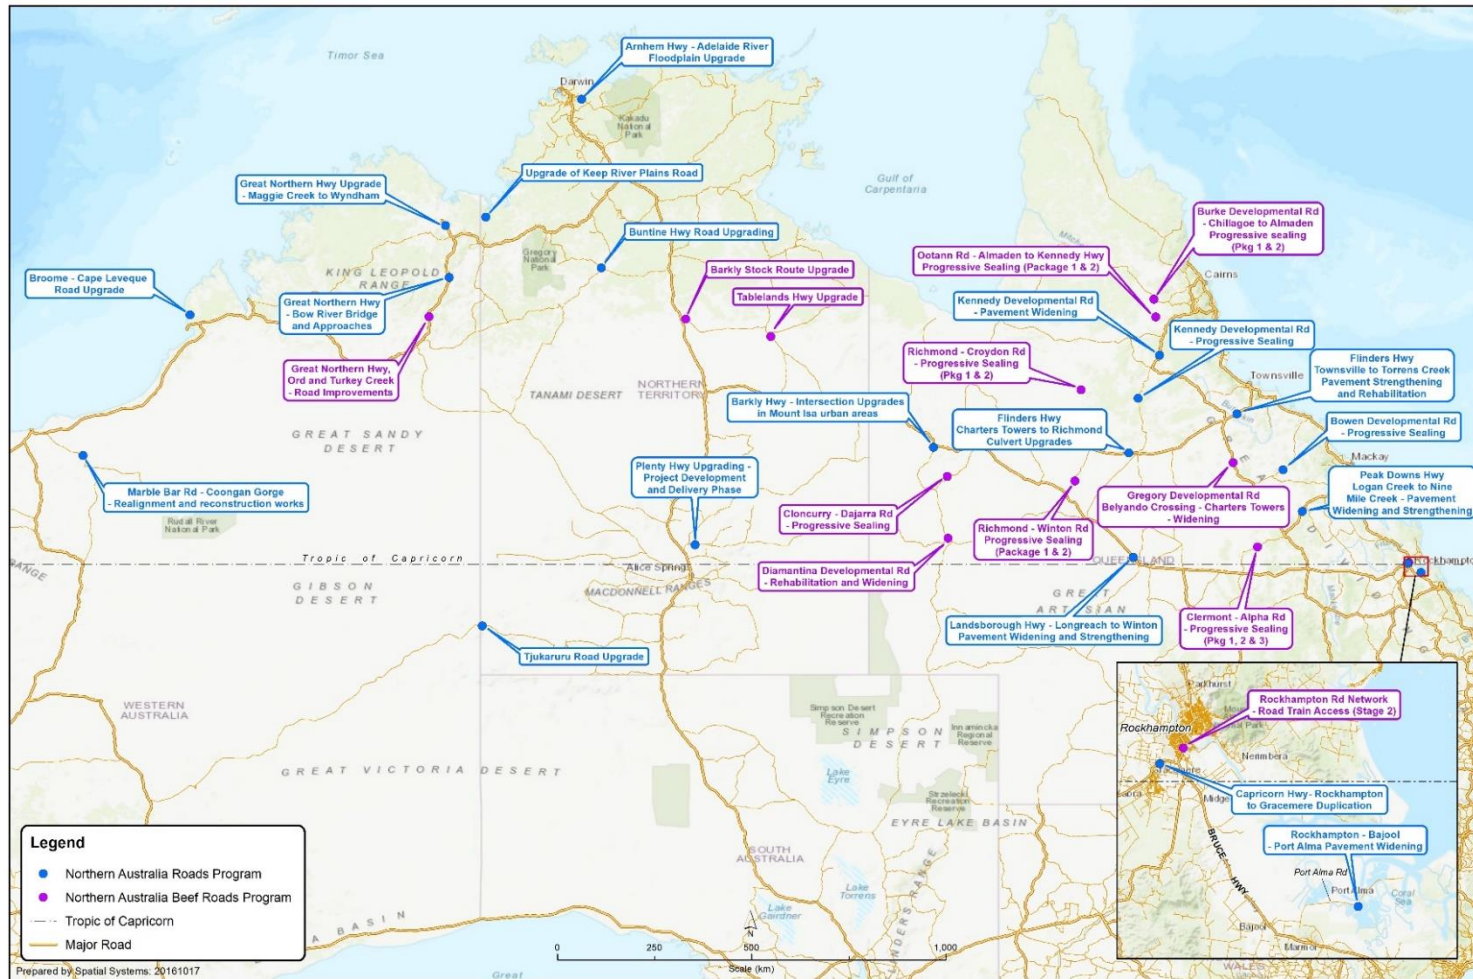 Timor Sea
Arnhem Hwy - Adelaide River
Floodplain Upgrade
Darwin
Kakadu
National
Park
Gulf of
Carpentaria
Great Northern Hwy Upgrade
- Maggie Creek to Wyndham
Upgrade of Keep River Plains Road
Buntine Hwy Road Upgrading
Gregory
National
Park
KING LEOPOLD
RANGE
Broome - Cape Leveque
Road Upgrade
Great Northern Hwy
- Bow River Bridge
and Approaches
Great Northern Hwy,
Ord and Turkey Creek
- Road Improvements
Barkly Stock Route Upgrade
Tablelands Hwy Upgrade
Burke Developmental Rd
- Chillagoe to Almaden
Progressive sealing
(Pkg 1 & 2)
Ootann Rd - Almaden to Kennedy Hwy
Progressive Sealing (Package 1 & 2)
Cairns
Kennedy Developmental Rd
- Pavement Widening
Kennedy Developmental Rd
- Progressive Sealing
Richmond - Croydon Rd
- Progressive Sealing
(Pkg 1 & 2)
Flinders Hwy
Townsville to Torrens Creek
Pavement Strengthening
and Rehabilitation
Townsville
TANAMI DESERT
NORTHERN
TERRITORY
Barkly Hwy - Intersection Upgrades
in Mount Isa urban areas
Flinders Hwy
Charters Towers to Richmond
Culvert Upgrades
Bowen Developmental Rd
- Progressive Sealing
Mackay
GREAT SANDY
DESERT
Marble Bar Rd - Coongan Gorge
- Realignment and reconstruction works
Rudall River
National Park
Plenty Hwy Upgrading -
Project Development
and Delivery Phase
Cloncurry - Dajarra Rd
- Progressive Sealing
Richmond - Winton Rd
Progressive Sealing
(Package 1 & 2)
Gregory Developmental Rd
Belyando Crossing - Charters Towers
- Widening
Peak Downs Hwy
Logan Creek to Nine
Mile Creek - Pavement
Widening and Strengthening
Tropic of Capricorn
RANGE
Alice Springs
MACDONNELL RANGES
GIBSON
DESERT
Diamantina Developmental Rd
- Rehabilitation and Widening
QUEENSLAND
GREAT
ARTESIAN
GREAT DIVIDING
Rockhampton
Landsborough Hwy - Longreach to Winton
Pavement Widening and Strengthening
Clermont - Alpha Rd
- Progressive Sealing
(Pkg 1, 2 & 3)
Tjukaruru Road Upgrade
WESTERN
AUSTRALIA
Simpson Desert
Recreation
Reserve
SIMPSON
DESERT
Innamincka
Regional
Reserve
GREAT VICTORIA DESERT
Lake
Eyre
Strzelecki
Recreation
Reserve
EYRE LAKE BASIN
SOUTH
AUSTRALIA
Lake
Torrens
Lake
Gairdner
FLINDERS RANGE
BASIN
Great
WALES
Parkhurst
Rockhampton Rd Network
- Road Train Access (Stage 2)
Rockhampton
Nerimbera
Gracemere
Midge
Capricorn Hwy- Rockhampton
to Gracemere Duplication
BRUCE HWY
Rockhampton - Bajool
- Port Alma Pavement Widening
Port Alma Rd
Port Alma
Coral
Sea
Bajool
Marmor
Legend
Northern Australia Roads Program
Northern Australia Beef Roads Program
Tropic of Capricorn
Major Road
N
0 250 500 1,000
Scale (km)
Prepared by Spatial Systems: 20161017